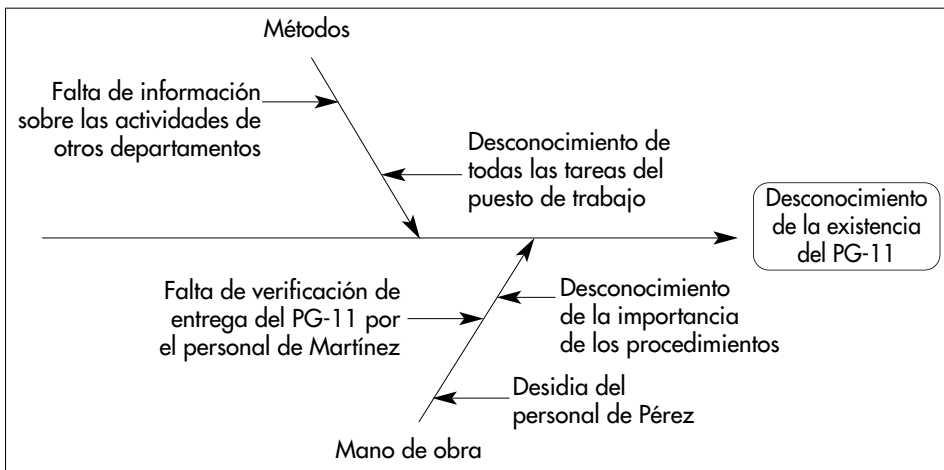 Métodos
Falta de información
sobre las actividades de
otros departamentos
Desconocimiento de
todas las tareas del
puesto de trabajo
Desconocimiento
de la existencia
del PG-11
Falta de verificación de
entrega del PG-11 por
el personal de Martínez
Desconocimiento
de la importancia
de los procedimientos
Desidia del
personal de Pérez
Mano de obra